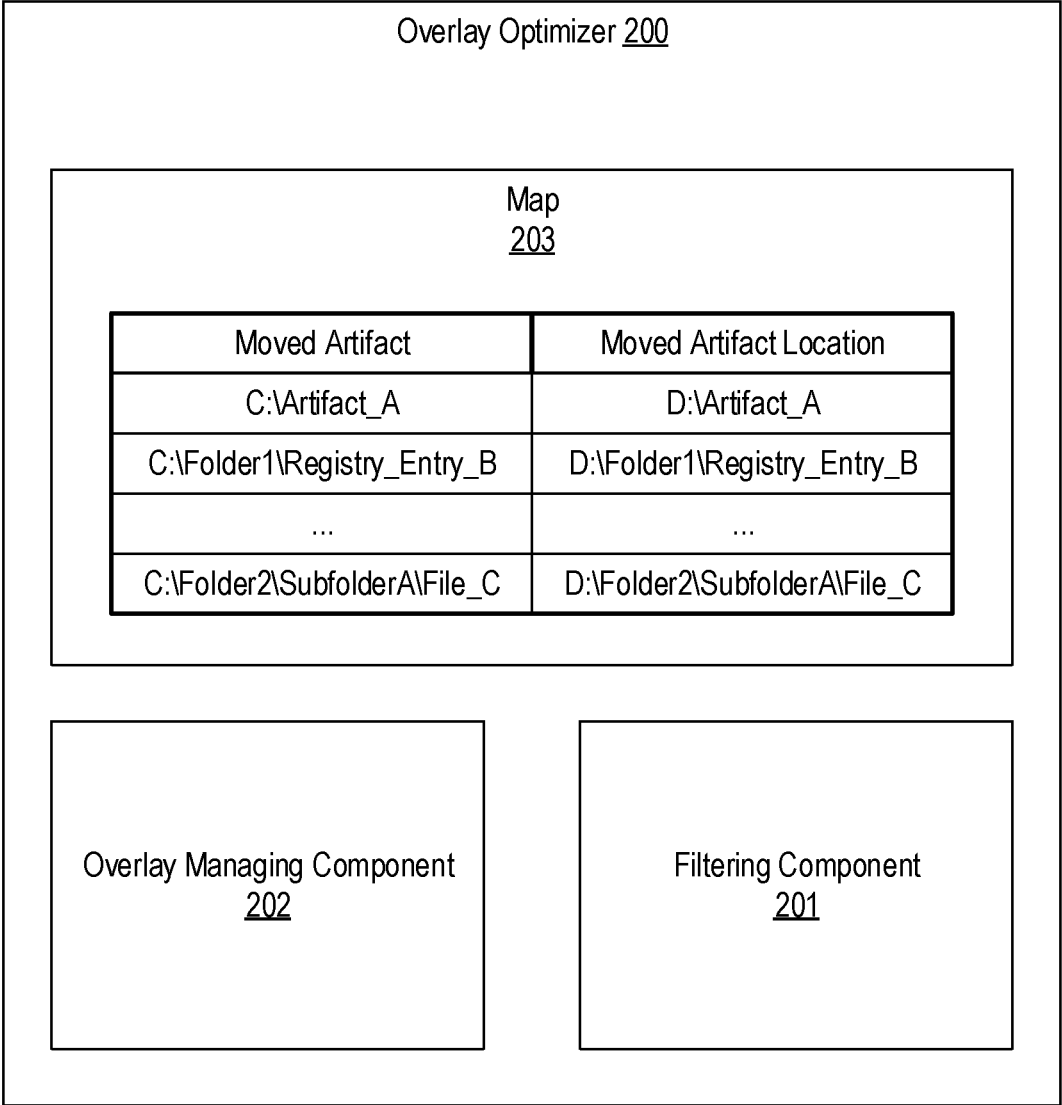 Overlay Optimizer 200
Map
203
Moved Artifact Moved Artifact Location
C:\Artifact_A D:\Artifact_A
C:\Folder1\Registry_Entry_B D:\Folder1\Registry_Entry_B
... ...
C:\Folder2\SubfolderA\File_C D:\Folder2\SubfolderA\File_C
Overlay Managing Component
202
Filtering Component
201